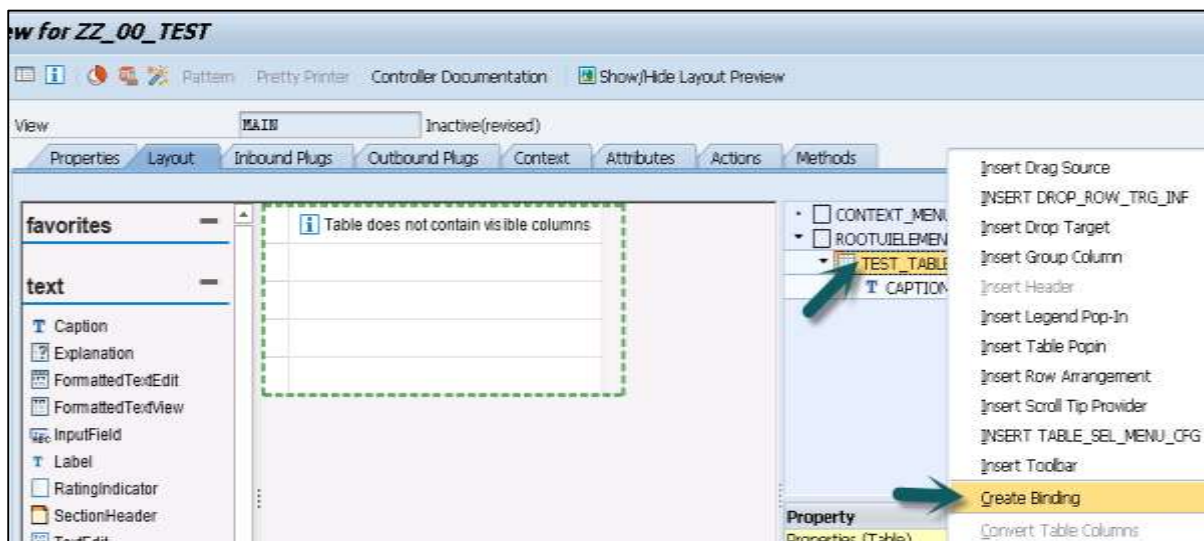 ew for ZZ_00_TEST
Pattern Pretty Printer Controller Documentation Show/Hide Layout Preview
View MAIN Inactive(revised)
Properties Layout Inbound Plugs Outbound Plugs Context Attributes Actions Methods
favorites
text
T Caption
Explanation
FormattedTextEdit
FormattedTextView
InputField
T Label
RatingIndicator
SectionHeader
TextEdit
Table does not contain visible columns
CONTEXT_MENU
ROOTUIELEMEN
TEST_TABLE
T CAPTION
Property
Properties (Table)
Insert Drag Source
INSERT DROP_ROW_TRG_INF
Insert Drop Target
Insert Group Column
Insert Header
Insert Legend Pop-In
Insert Table Popin
Insert Row Arrangement
Insert Scroll Tip Provider
INSERT TABLE_SEL_MENU_CFG
Insert Toolbar
Create Binding
Convert Table Columns